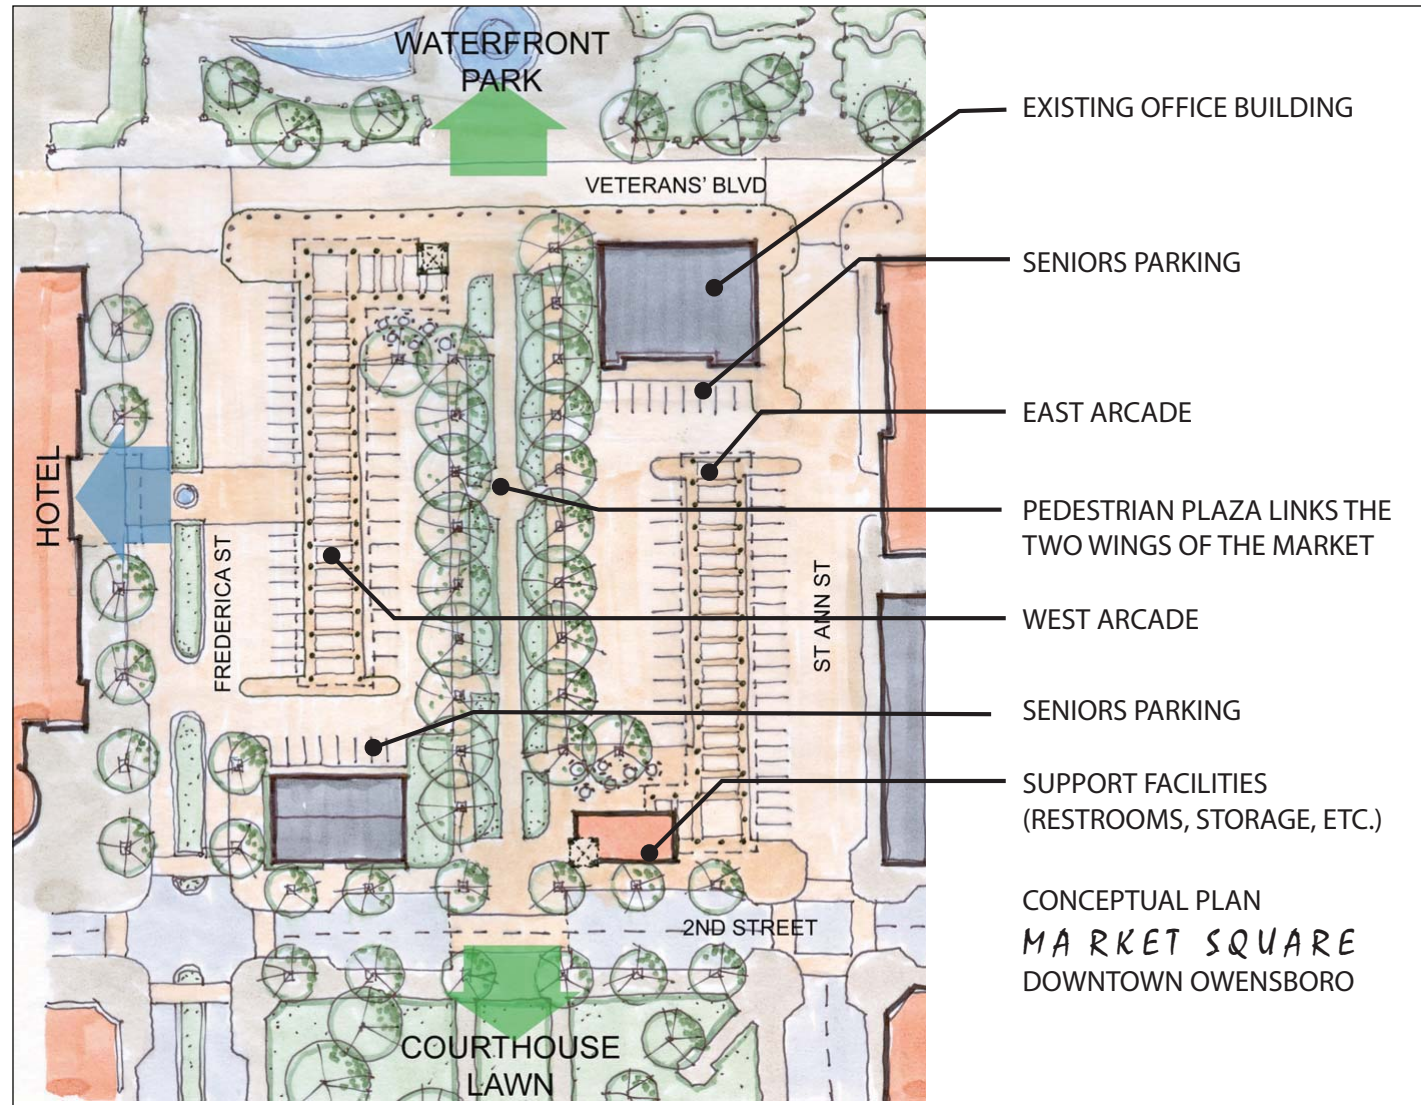 WATERFRONT
PARK
VETERANS' BLVD
HOTEL
FREDERICA ST
ST ANN ST
2ND STREET
COURTHOUSE
LAWN
EXISTING OFFICE BUILDING
SENIORS PARKING
EAST ARCADE
PEDESTRIAN PLAZA LINKS THE
TWO WINGS OF THE MARKET
WEST ARCADE
SENIORS PARKING
SUPPORT FACILITIES
(RESTROOMS, STORAGE, ETC.)
CONCEPTUAL PLAN
MARKET SQUARE
DOWNTOWN OWENSBORO